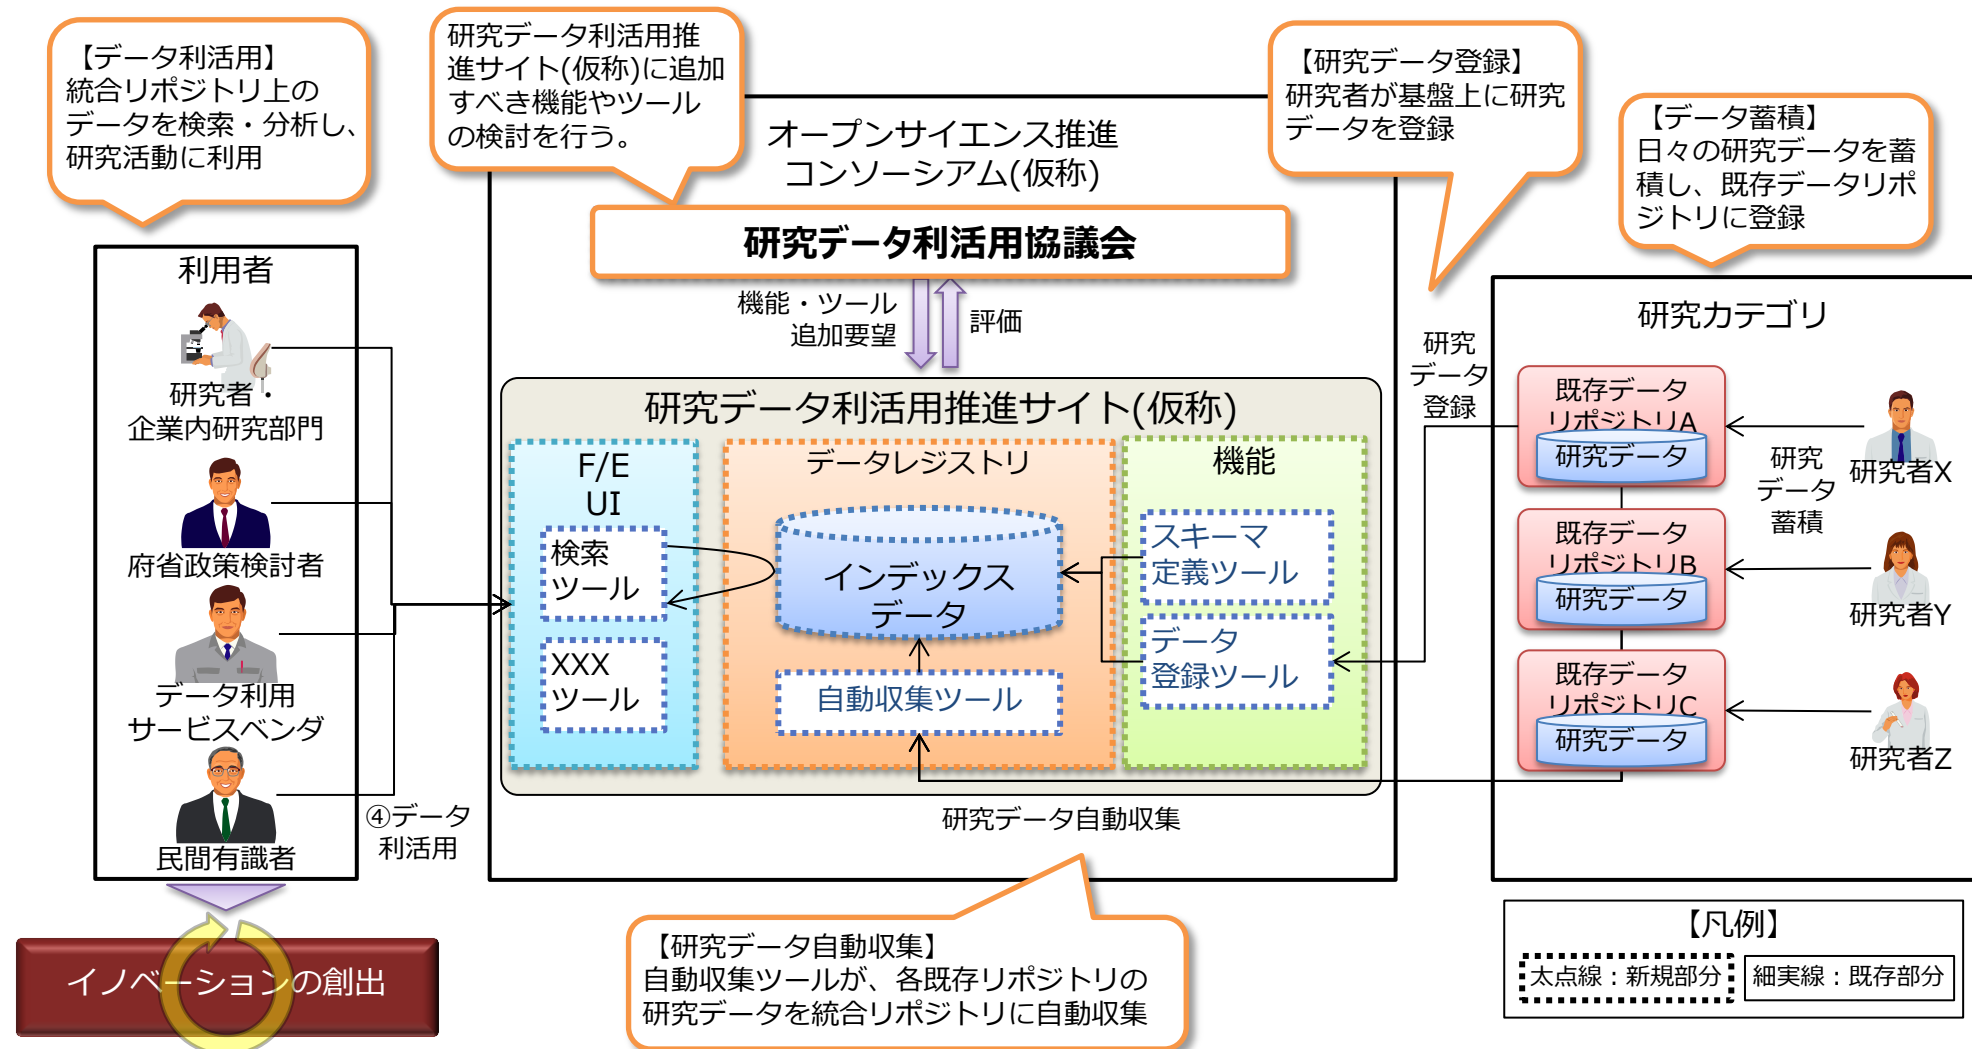 【データ利活用】
統合リポジトリ上の
データを検索・分析し、
研究活動に利用
研究データ利活用推
進サイト(仮称)に追加
すべき機能やツール
の検討を行う。
【研究データ登録】
研究者が基盤上に研究
データを登録
【データ蓄積】
日々の研究データを蓄
積し、既存データリポ
ジトリに登録
オープンサイエンス推進
コンソーシアム(仮称)
研究データ利活用協議会
機能・ツール
追加要望
評価
利用者
研究者・
企業内研究部門
府省政策検討者
データ利用
サービスベンダ
民間有識者
④データ
利活用
イノベーションの創出
研究データ利活用推進サイト(仮称)
F/E
UI
検索
ツール
XXX
ツール
データレジストリ
インデックス
データ
自動収集ツール
機能
スキーマ
定義ツール
データ
登録ツール
研究データ自動収集
研究
データ
登録
研究カテゴリ
既存データ
リポジトリA
研究データ
既存データ
リポジトリB
研究データ
既存データ
リポジトリC
研究データ
研究
データ
蓄積
研究者X
研究者Y
研究者Z
【研究データ自動収集】
自動収集ツールが、各既存リポジトリの
研究データを統合リポジトリに自動収集
【凡例】
太点線：新規部分
細実線：既存部分